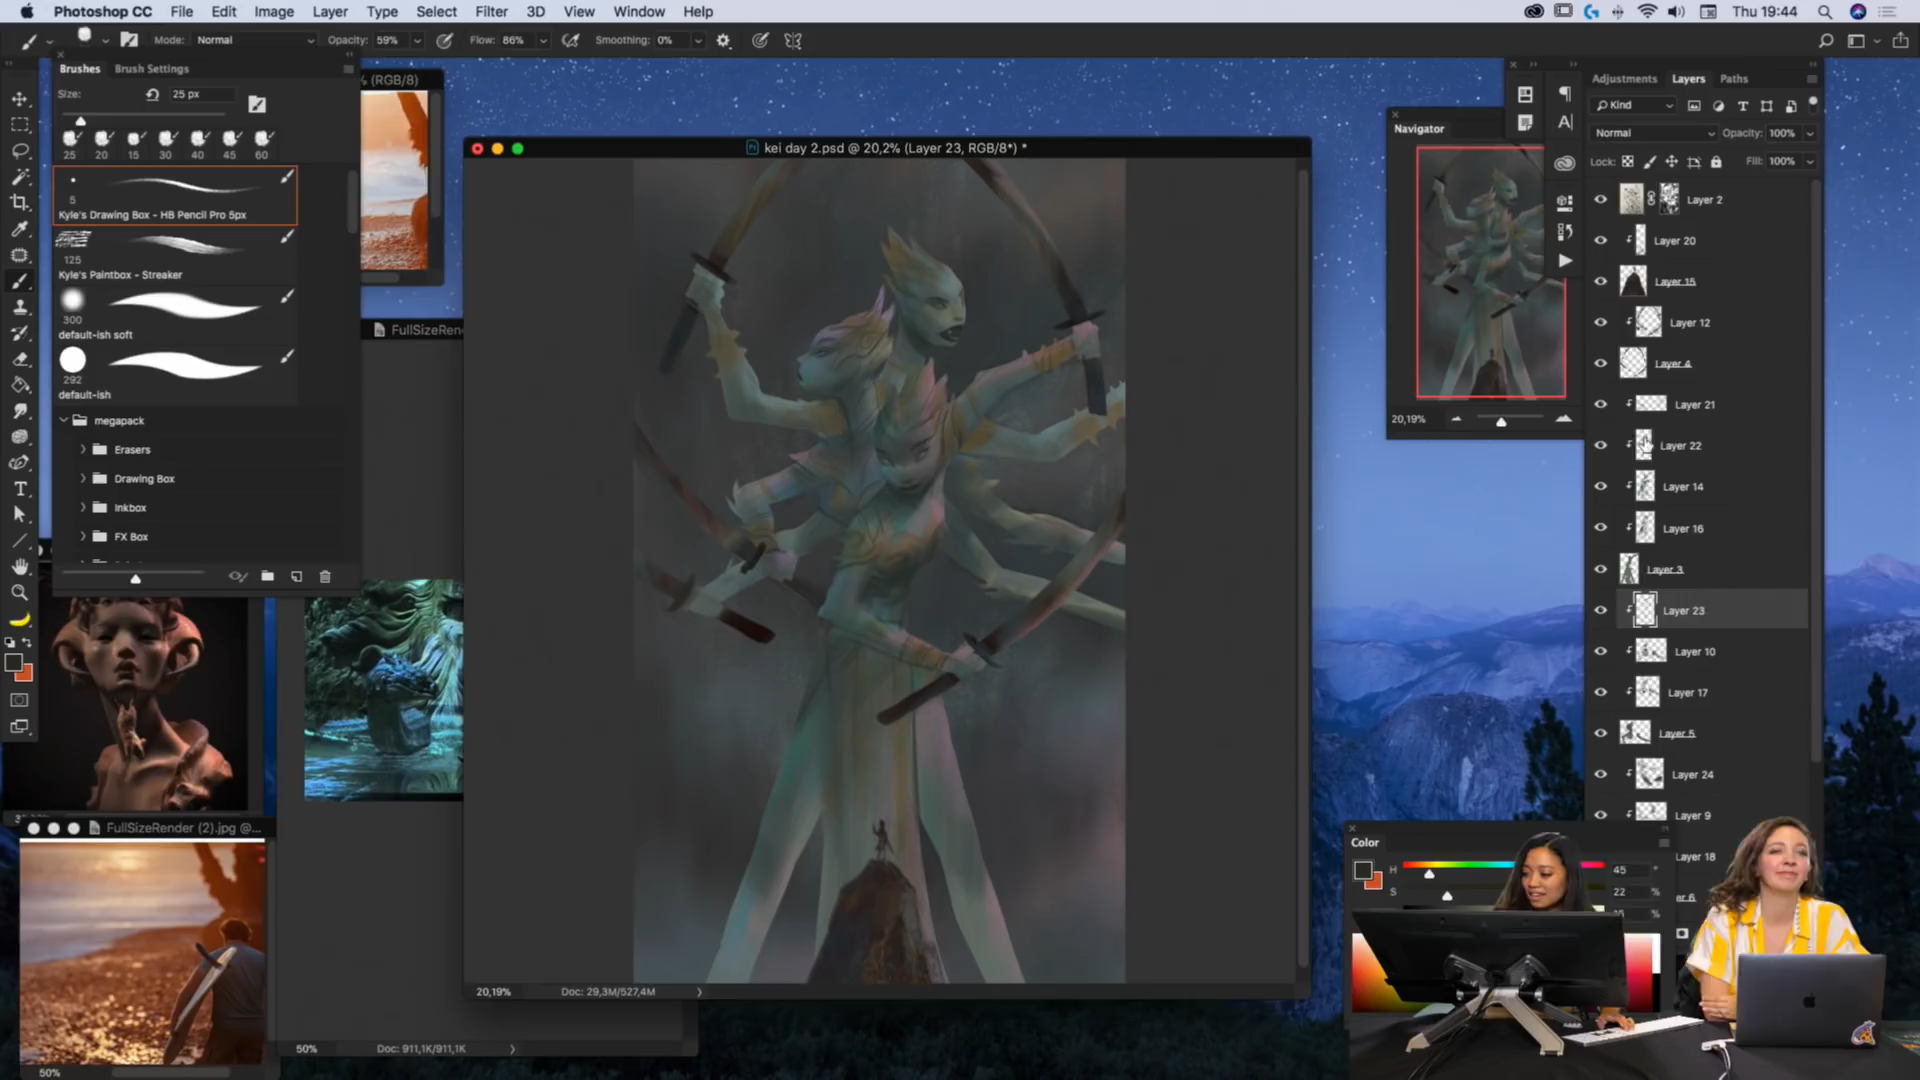 Photoshop CC File Edit Image Layer Type Select Filter 3D View Window Help
Thu 19:44
Mode: Normal Opacity: 59% Flow: 86% Smoothing: 0%
Brushes Brush Settings
Size: 25 px
25 20 15 30 40 45 60
5
Kyle's Drawing Box - HB Pencil Pro 5px
125
Kyle's Paintbox - Streaker
300
default-ish soft
292
default-ish
megapack
Erasers
Drawing Box
Inkbox
FX Box
% (RGB/8)
FullSizeRen
kei day 2.psd @ 20,2% (Layer 23, RGB/8*) *
20,19% Doc: 29,3M/527,4M
50% Doc: 911,1K/911,1K
FullSizeRender (2).jpg @...
50%
Navigator
20,19%
Adjustments Layers Paths
Kind
Normal Opacity: 100%
Lock: Fill: 100%
Layer 2
Layer 20
Layer 15
Layer 12
Layer 4
Layer 21
Layer 22
Layer 14
Layer 16
Layer 3
Layer 23
Layer 10
Layer 17
Layer 5
Layer 24
Layer 9
Layer 18
Color
H 45 °
S 22 %
%